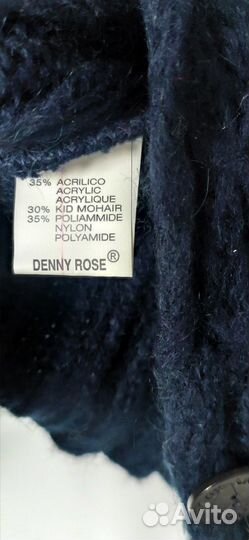 35% ACRILICO
ACRYLIC
ACRYLIQUE
30% KID MOHAIR
35% POLIAMMIDE
NYLON
POLYAMIDE
DENNY ROSE®
Avito